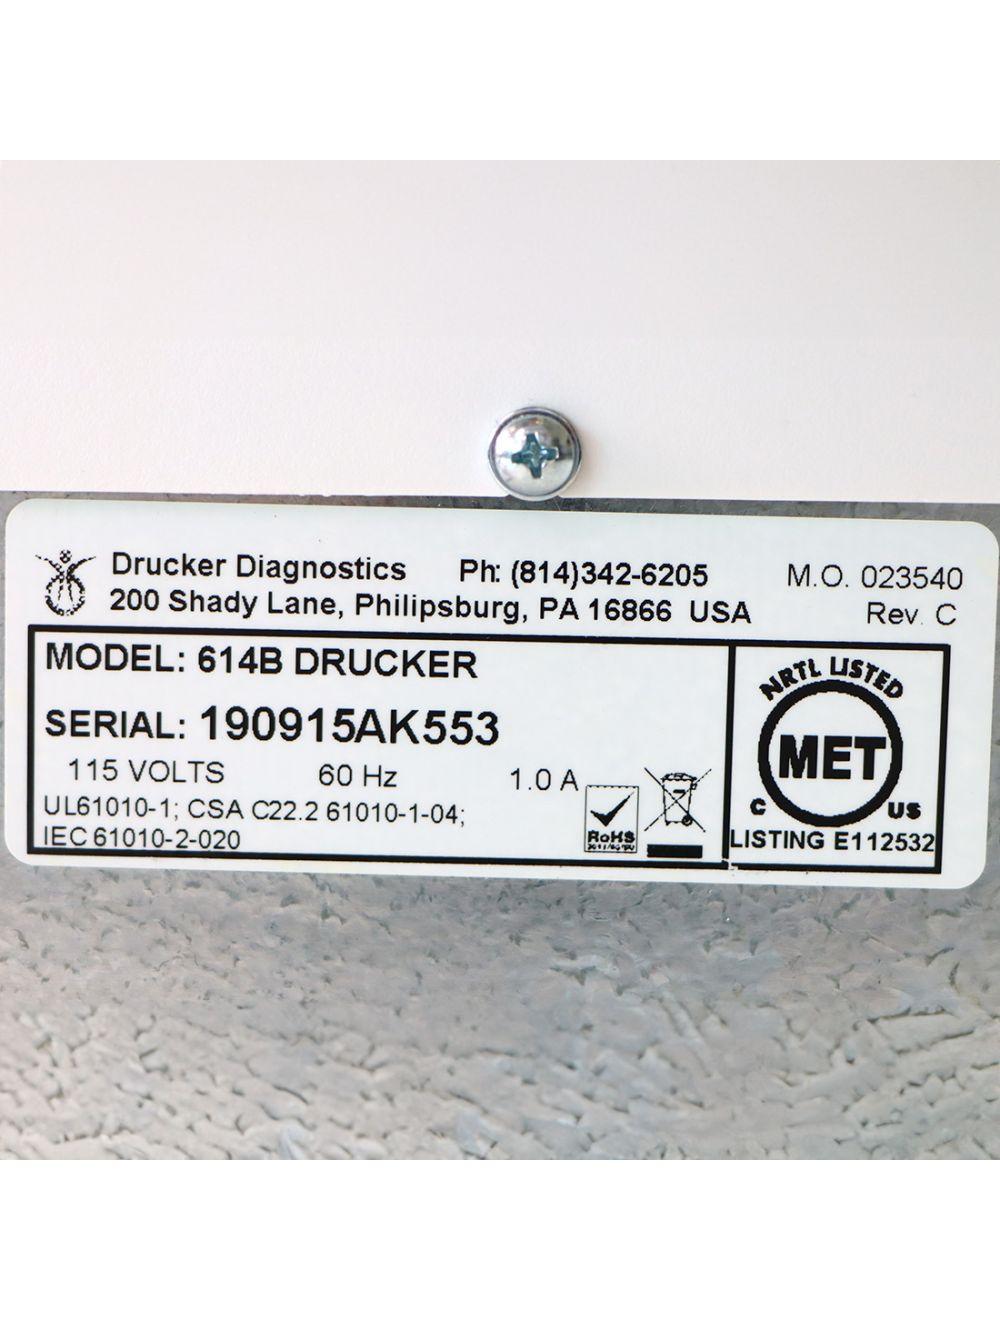 Drucker Diagnostics Ph: (814)342-6205 M.O. 023540
200 Shady Lane, Philipsburg, PA 16866 USA Rev. C
MODEL: 614B DRUCKER
SERIAL: 190915AK553
115 VOLTS 60 Hz 1.0 A
UL61010-1; CSA C22.2 61010-1-04;
IEC 61010-2-020
RoHS
NRTL LISTED
MET
C US
LISTING E112532